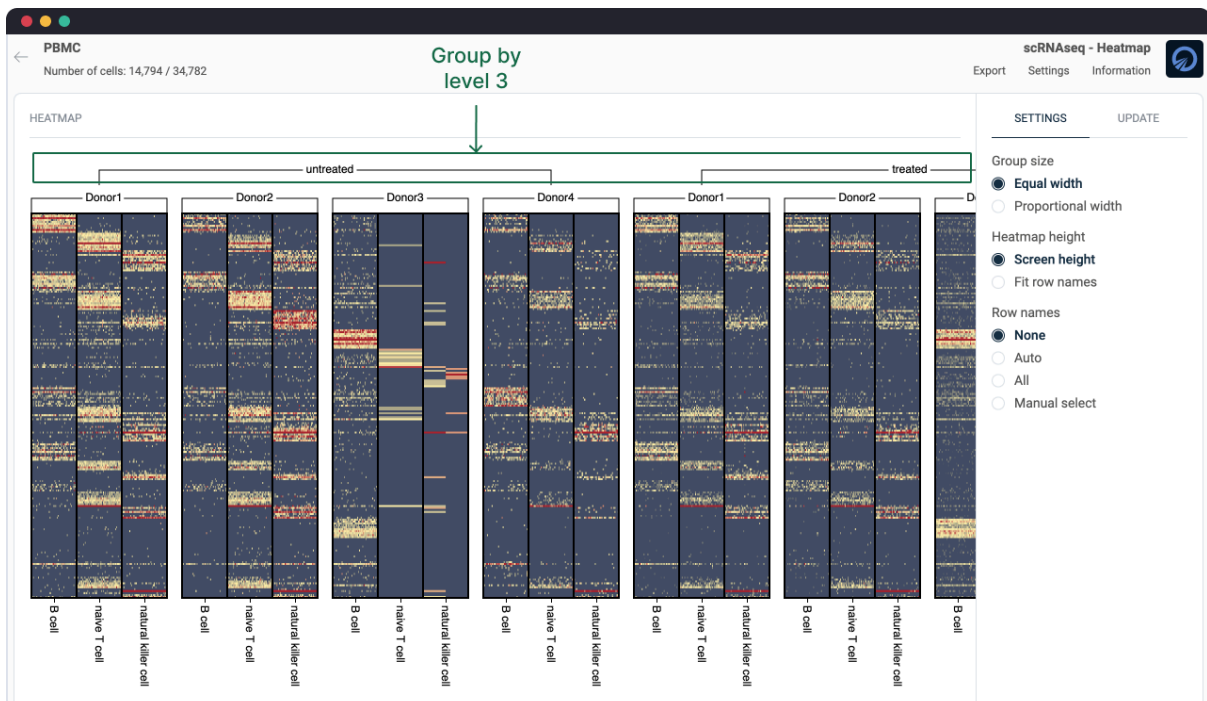 PBMC
Number of cells: 14,794 / 34,782
Group by
level 3
scRNAseq - Heatmap
Export Settings Information
HEATMAP
untreated treated
Donor1 Donor2 Donor3 Donor4 Donor1 Donor2 D
B cell naive T cell natural killer cell B cell naive T cell natural killer cell B cell naive T cell natural killer cell B cell naive T cell natural killer cell B cell naive T cell natural killer cell B cell naive T cell natural killer cell B cell
SETTINGS UPDATE
Group size
Equal width
Proportional width
Heatmap height
Screen height
Fit row names
Row names
None
Auto
All
Manual select